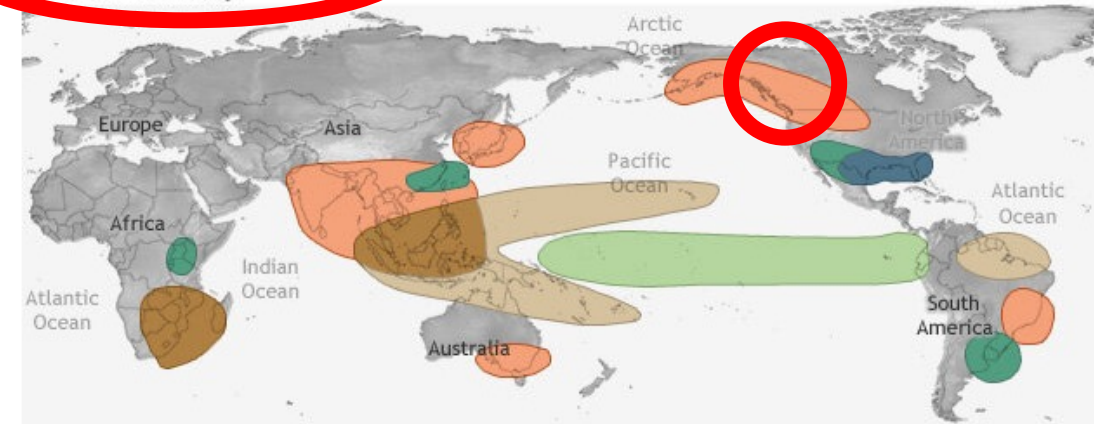 Arctic
Ocean
Europe
Asia
North
America
Pacific
Ocean
Atlantic
Ocean
Africa
Indian
Ocean
Atlantic
Ocean
South
America
Australia